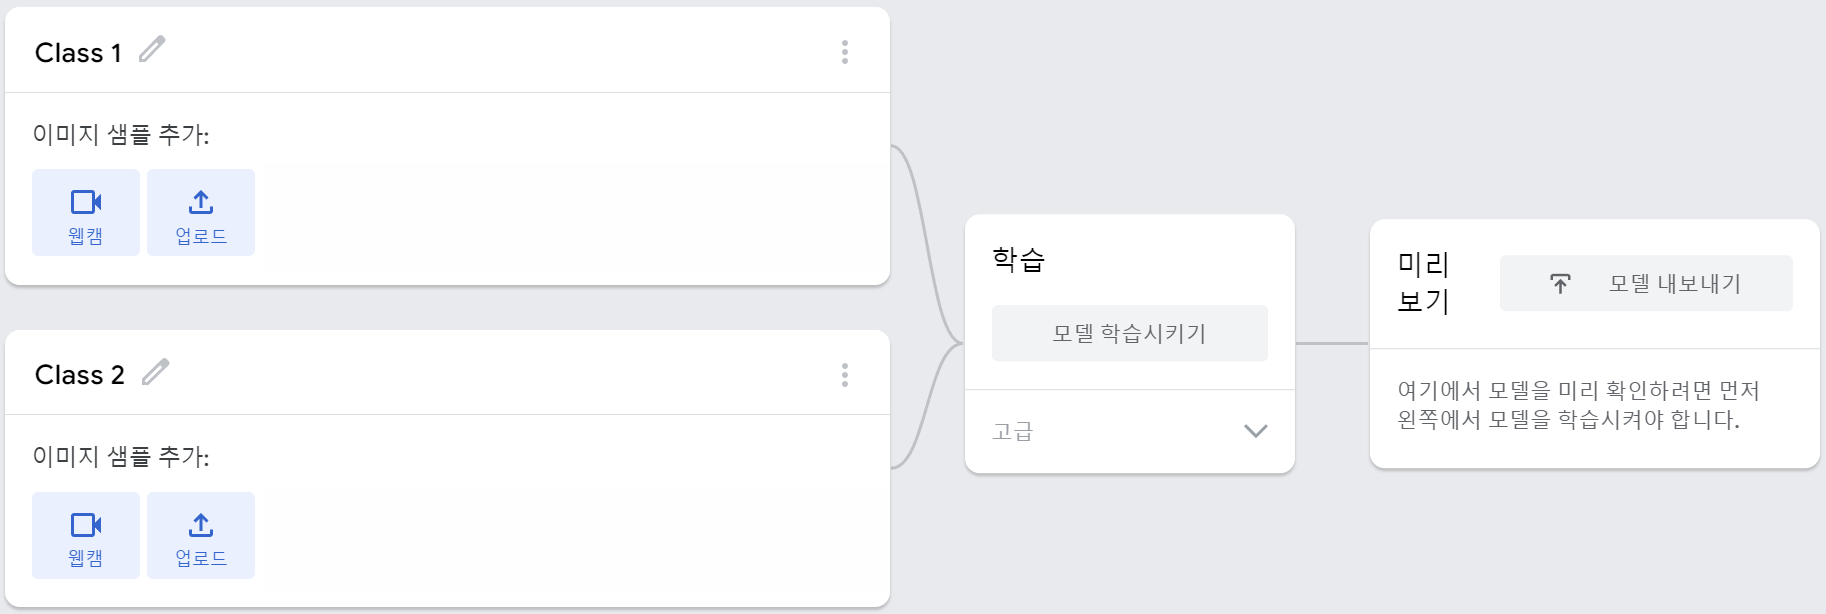 Class 1
이미지 샘플 추가:
웹캠
업로드
Class 2
이미지 샘플 추가:
웹캠
업로드
학습
모델 학습시키기
고급
미리
보기
모델 내보내기
여기에서 모델을 미리 확인하려면 먼저
왼쪽에서 모델을 학습시켜야 합니다.